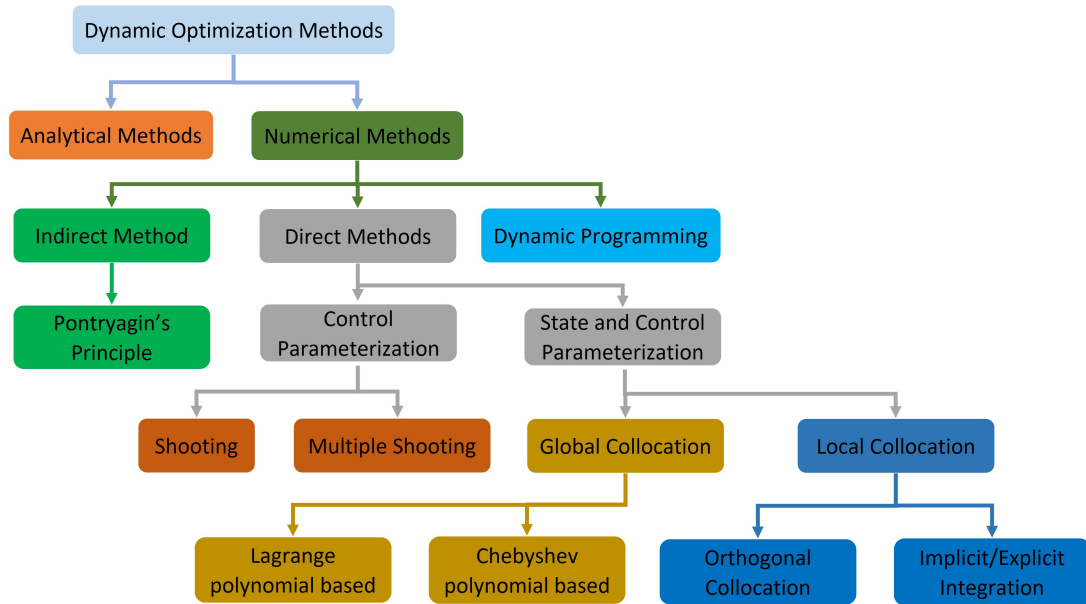 Dynamic Optimization Methods
Analytical Methods
Numerical Methods
Indirect Method
Direct Methods
Dynamic Programming
Pontryagin's
Principle
Control
Parameterization
State and Control
Parameterization
Shooting
Multiple Shooting
Global Collocation
Local Collocation
Lagrange
polynomial based
Chebyshev
polynomial based
Orthogonal
Collocation
Implicit/Explicit
Integration